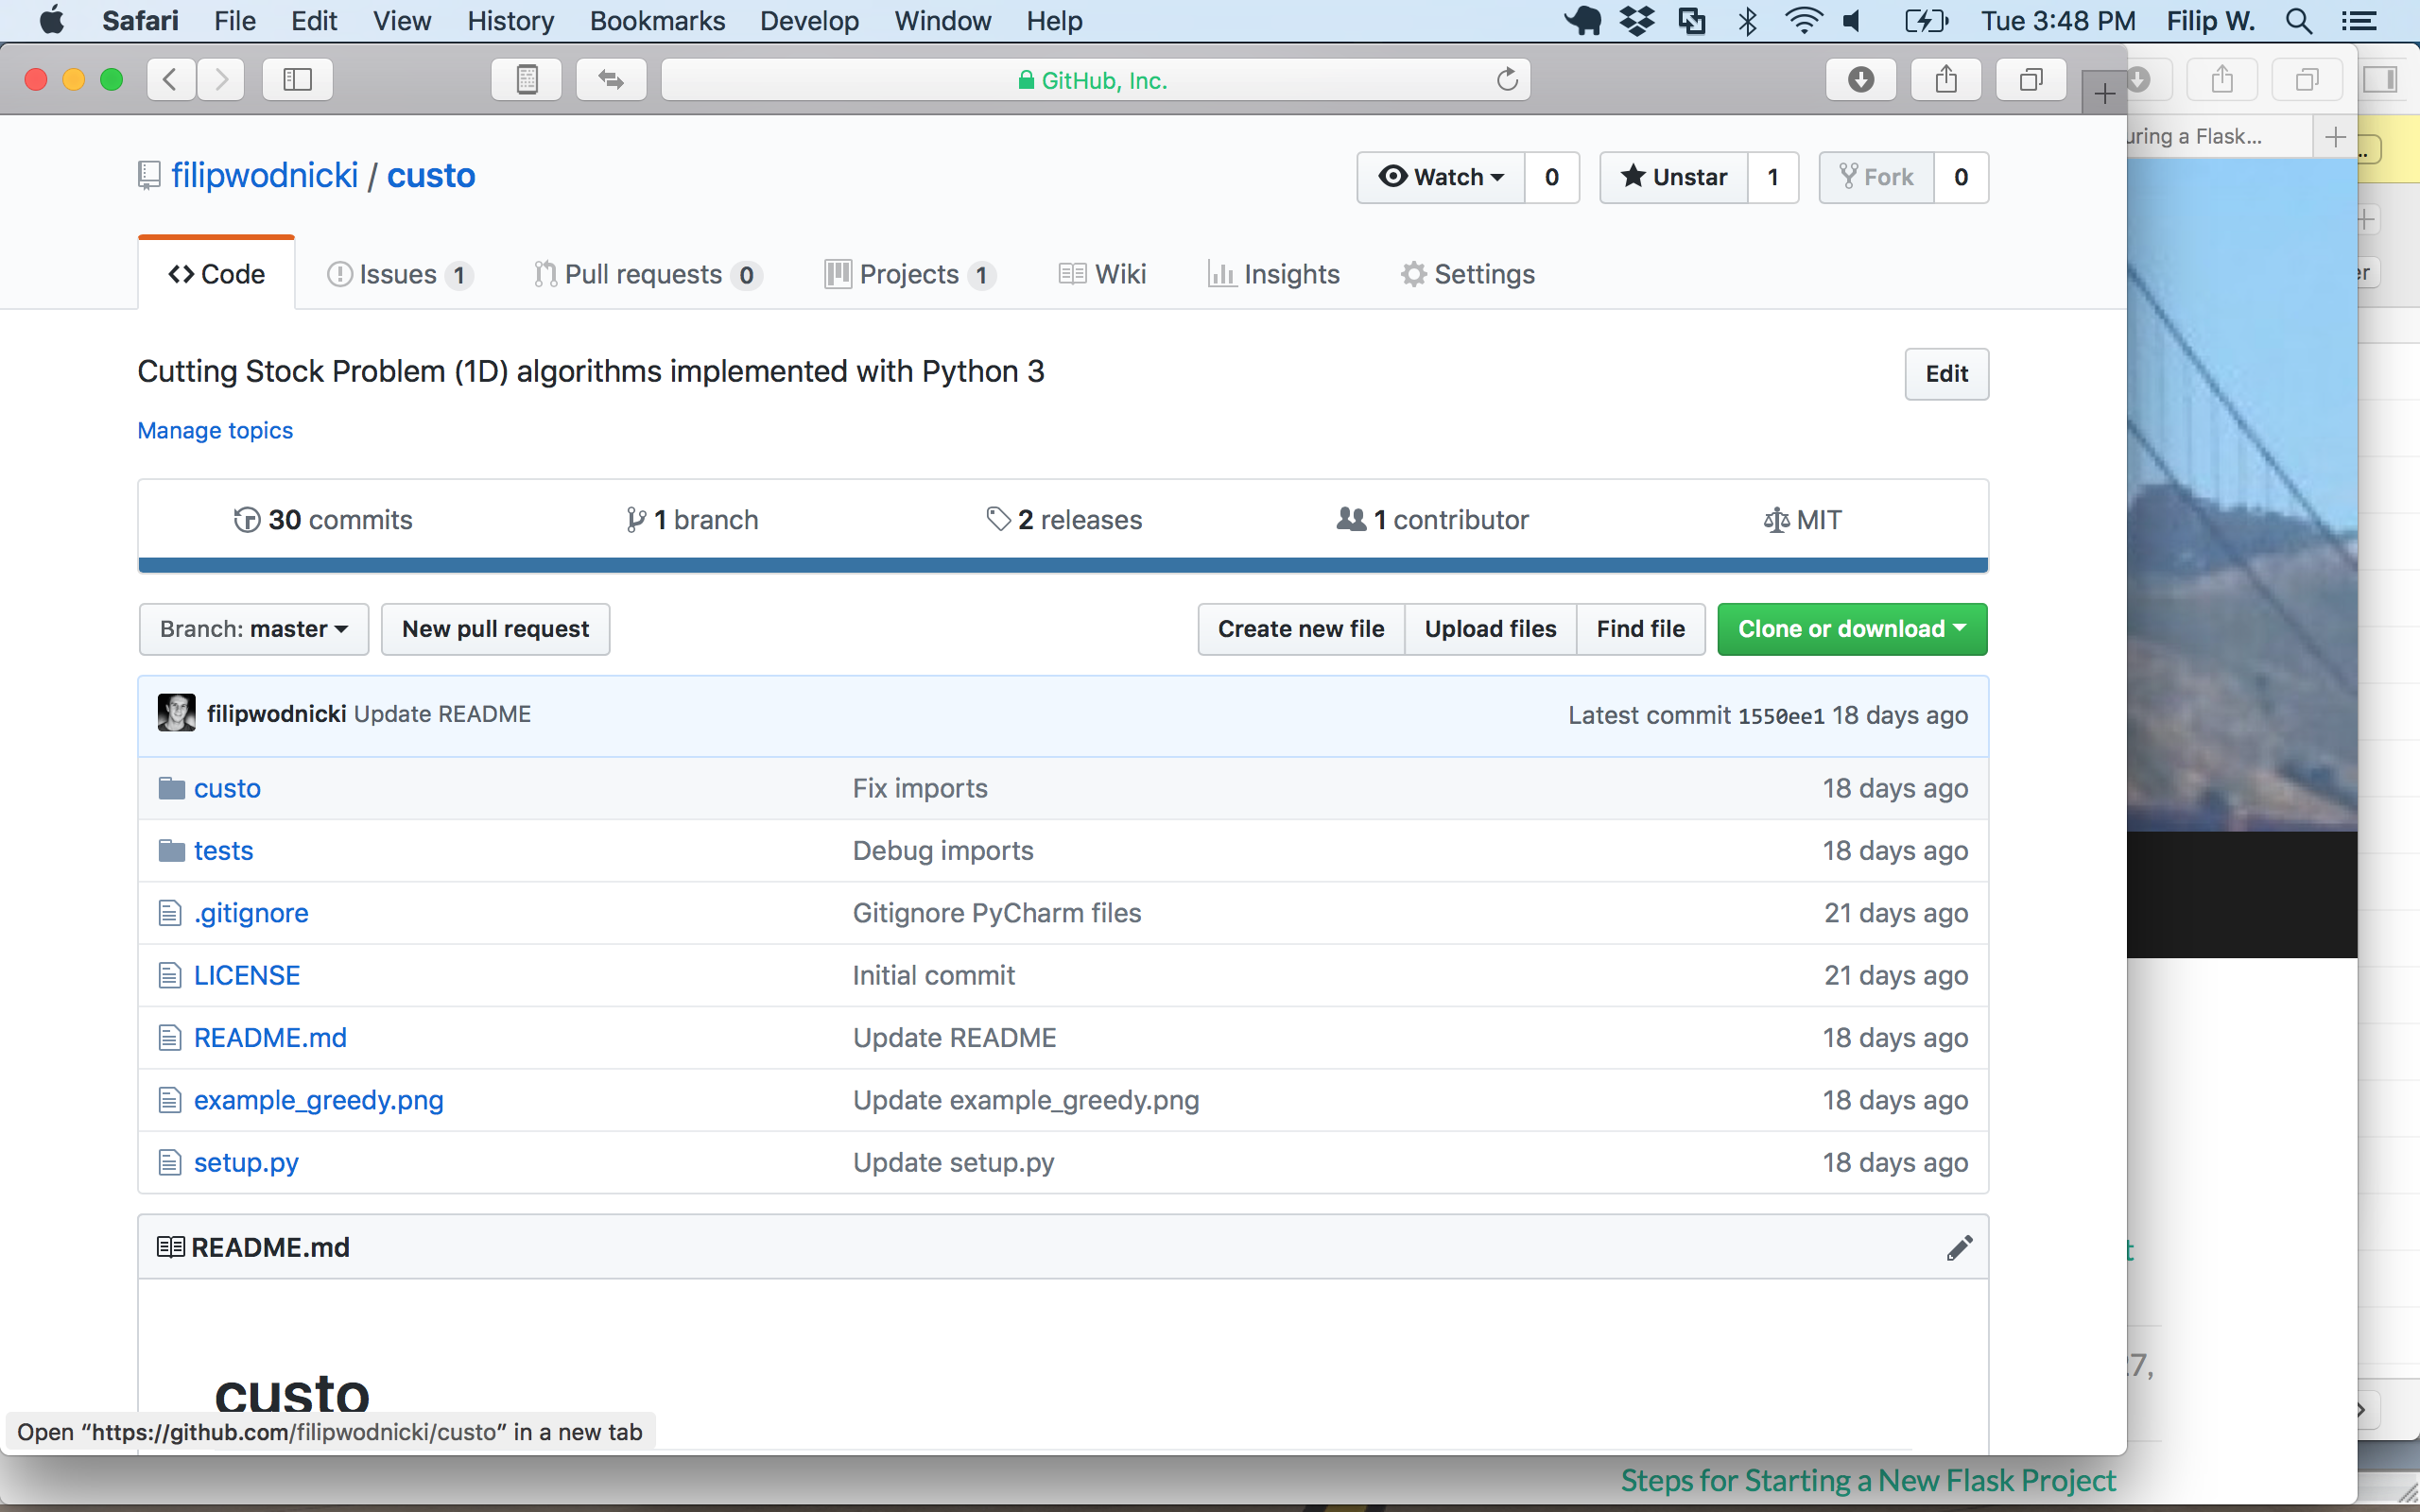 Safari File Edit View History Bookmarks Develop Window Help Tue 3:48 PM Filip W.
GitHub, Inc.
uring a Flask...
filipwodnicki / custo
Watch 0 Unstar 1 Fork 0
Code Issues 1 Pull requests 0 Projects 1 Wiki Insights Settings
Cutting Stock Problem (1D) algorithms implemented with Python 3
Edit
Manage topics
30 commits 1 branch 2 releases 1 contributor MIT
Branch: master New pull request Create new file Upload files Find file Clone or download
filipwodnicki Update README Latest commit 1550ee1 18 days ago
custo Fix imports 18 days ago
tests Debug imports 18 days ago
.gitignore Gitignore PyCharm files 21 days ago
LICENSE Initial commit 21 days ago
README.md Update README 18 days ago
example_greedy.png Update example_greedy.png 18 days ago
setup.py Update setup.py 18 days ago
README.md
custo
Open “https://github.com/filipwodnicki/custo” in a new tab
Steps for Starting a New Flask Project